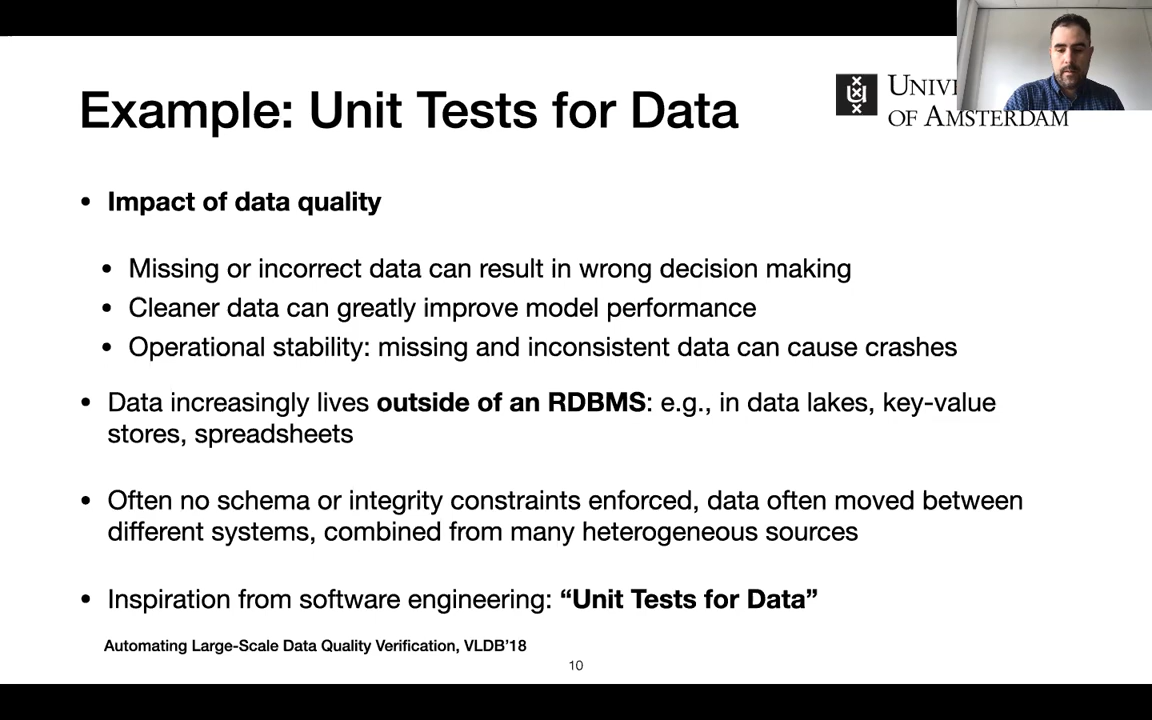 Example: Unit Tests for Data
OF AMSTERDAM
• Impact of data quality
• Missing or incorrect data can result in wrong decision making
• Cleaner data can greatly improve model performance
• Operational stability: missing and inconsistent data can cause crashes
• Data increasingly lives outside of an RDBMS: e.g., in data lakes, key-value
stores, spreadsheets
• Often no schema or integrity constraints enforced, data often moved between
different systems, combined from many heterogeneous sources
• Inspiration from software engineering: “Unit Tests for Data”
Automating Large-Scale Data Quality Verification, VLDB’18
10